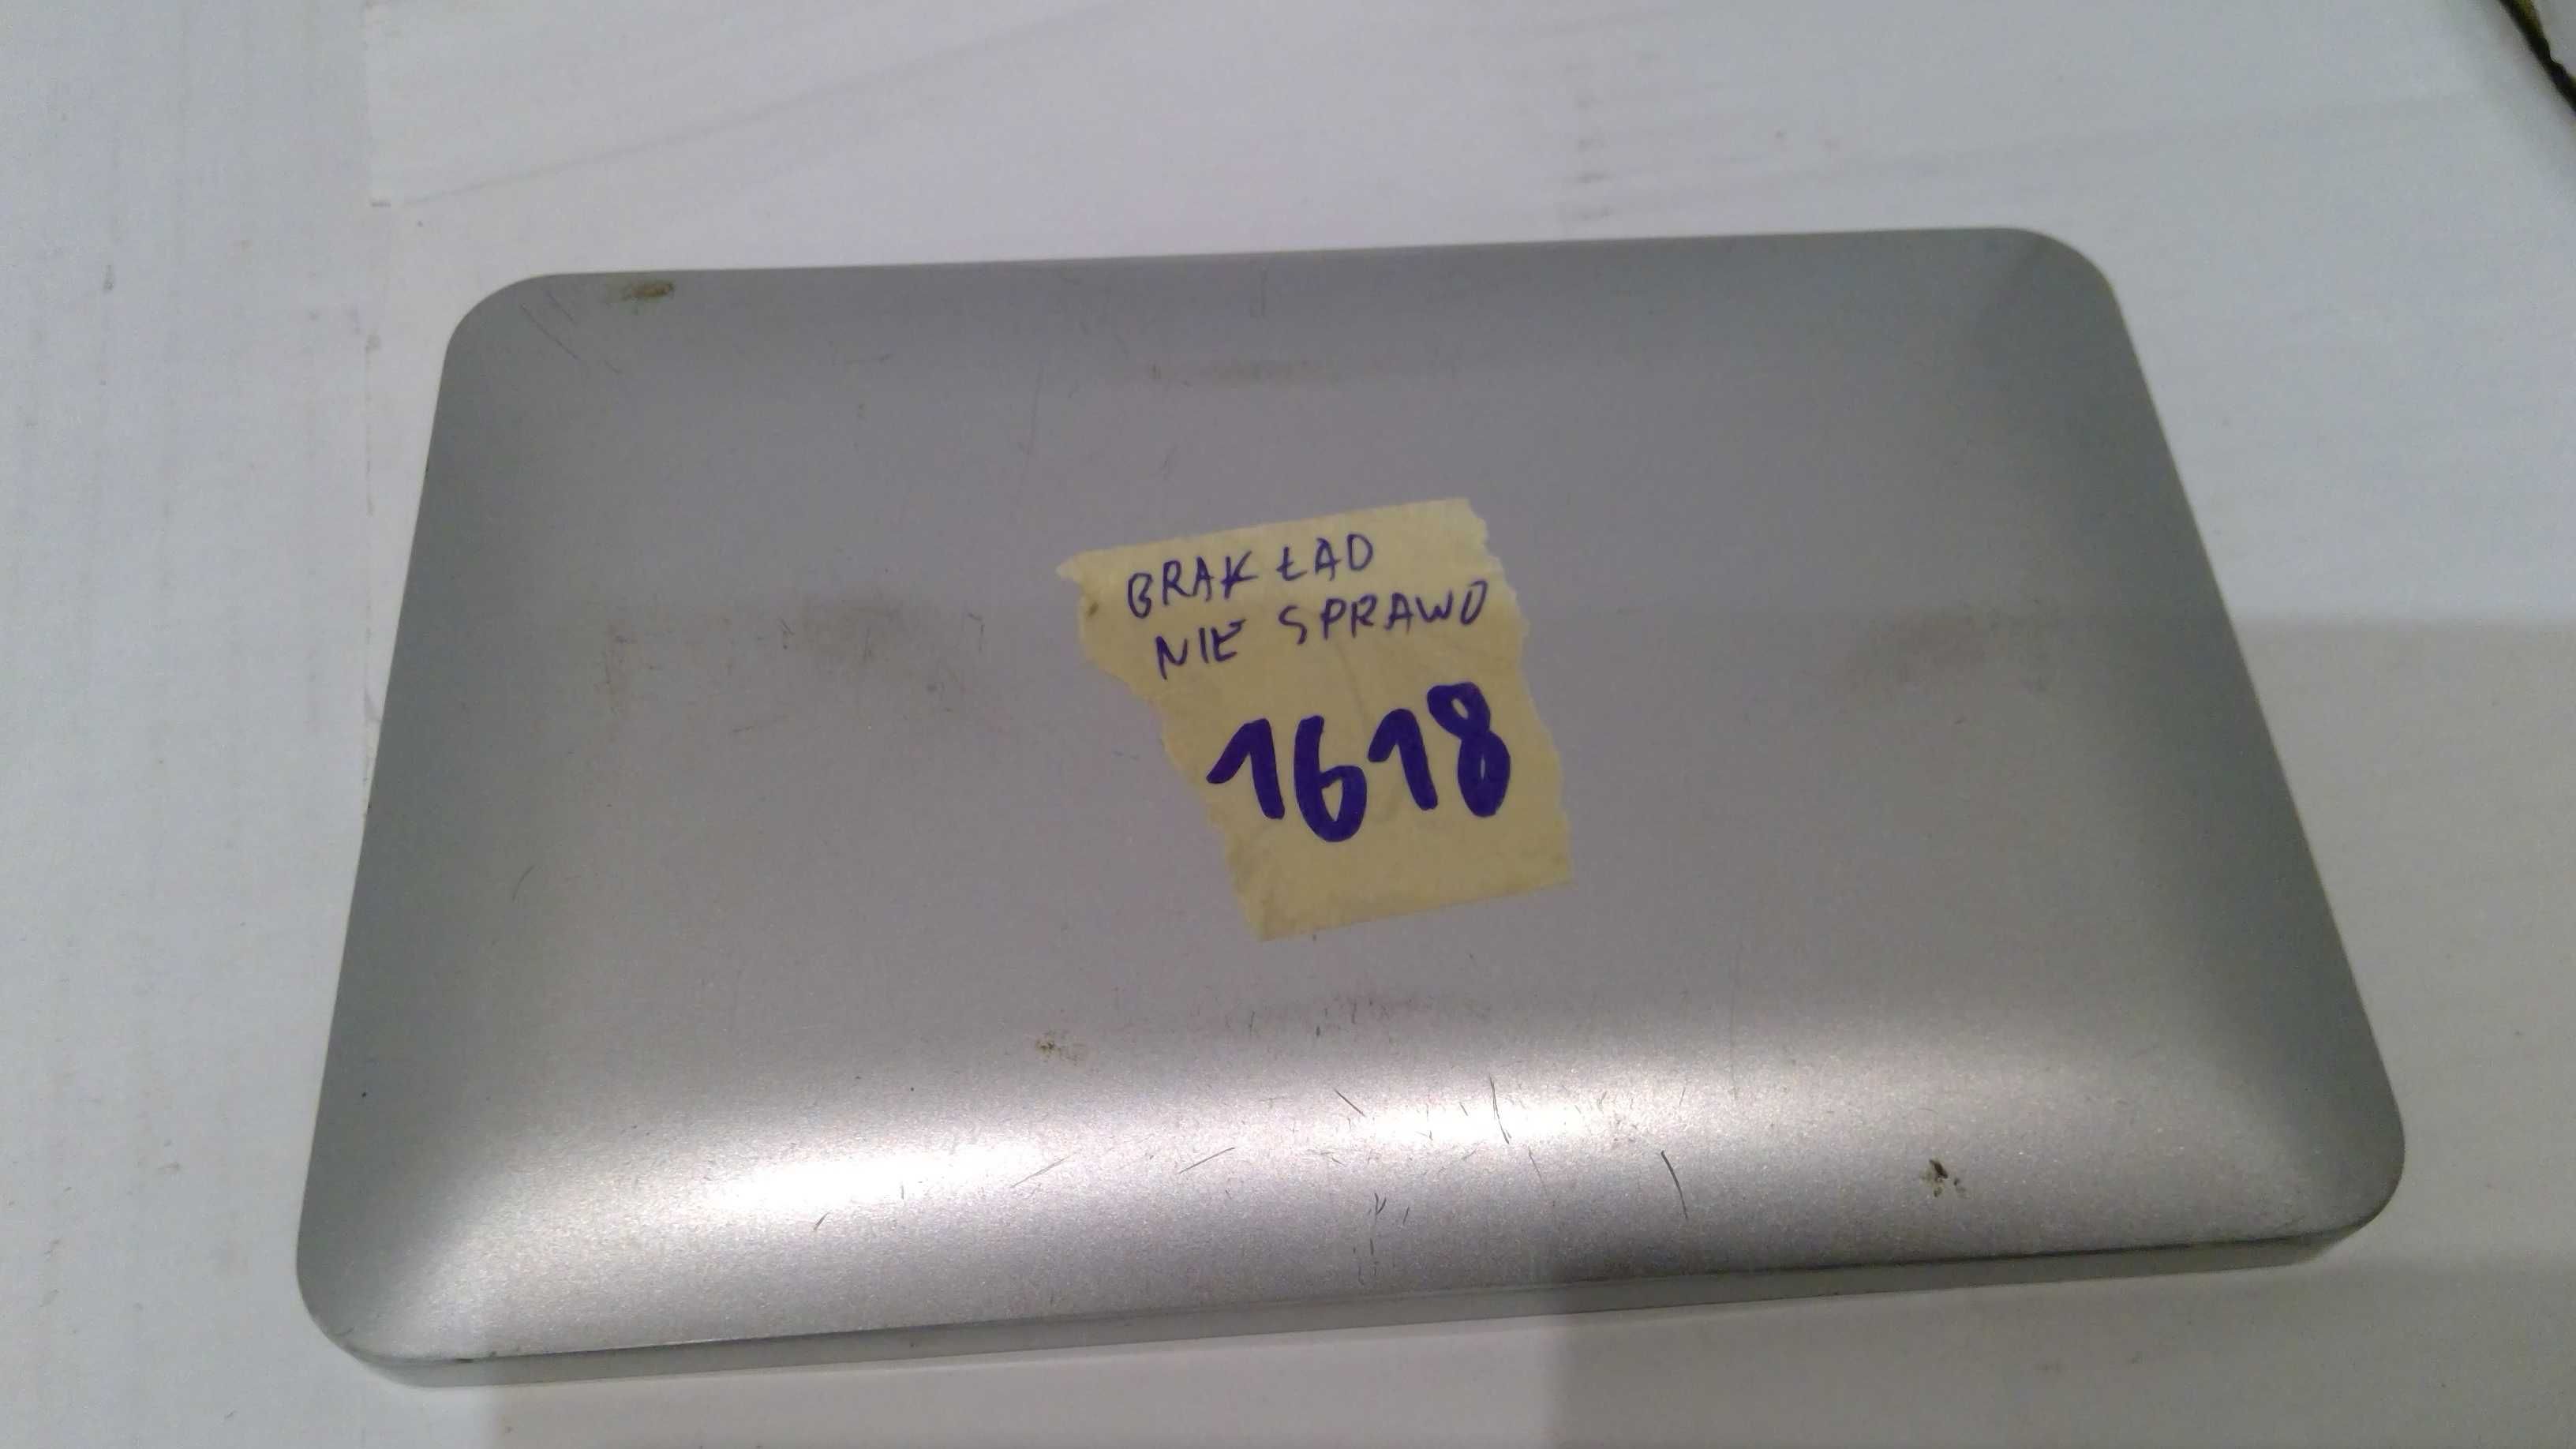 BRAK ŁAD
NIE SPRAWD
1618